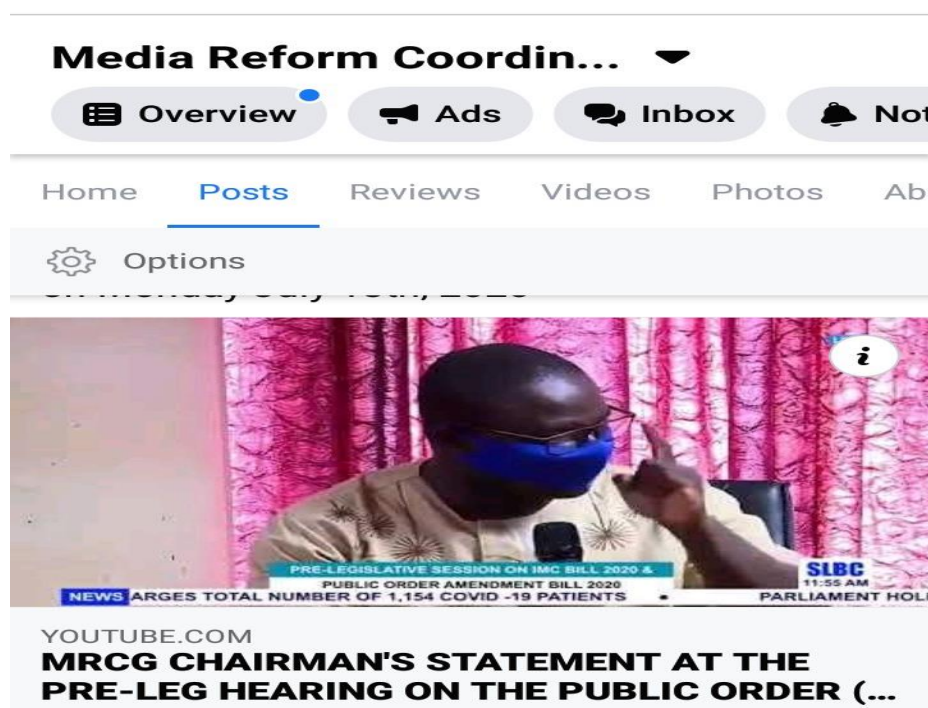 Media Reform Coordin...
Overview Ads Inbox Not
Home Posts Reviews Videos Photos Ab
Options
i
PRE-LEGISLATIVE SESSION ON IMC BILL 2020 &
PUBLIC ORDER AMENDMENT BILL 2020
SLBC
11:55 AM
NEWS ARGES TOTAL NUMBER OF 1,154 COVID -19 PATIENTS • PARLIAMENT HOL
YOUTUBE.COM
MRCG CHAIRMAN'S STATEMENT AT THE
PRE-LEG HEARING ON THE PUBLIC ORDER (...